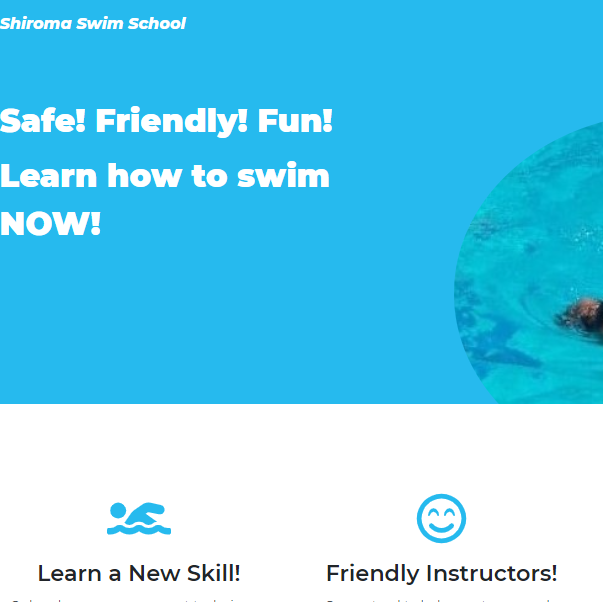 Shiroma Swim School
Safe! Friendly! Fun!
Learn how to swim
NOW!
Learn a New Skill!
Friendly Instructors!